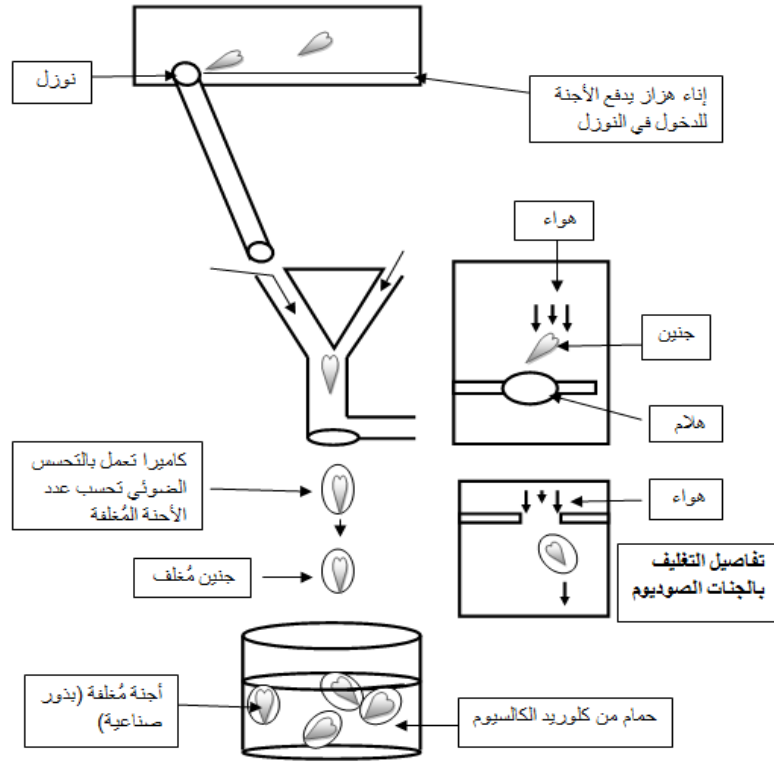 نوزل
إناء هزاز يدفع الأجنة
للدخول في النوزل
هواء
جنين
هلام
كاميرا تعمل بالتحسس
الضوئي تحسب عدد
الأجنة المُغلفة
هواء
جنين مُغلف
تفاصيل التغليف
بالجنات الصوديوم
أجنة مُغلفة (بذور
صناعية)
حمام من كلوريد الكالسيوم